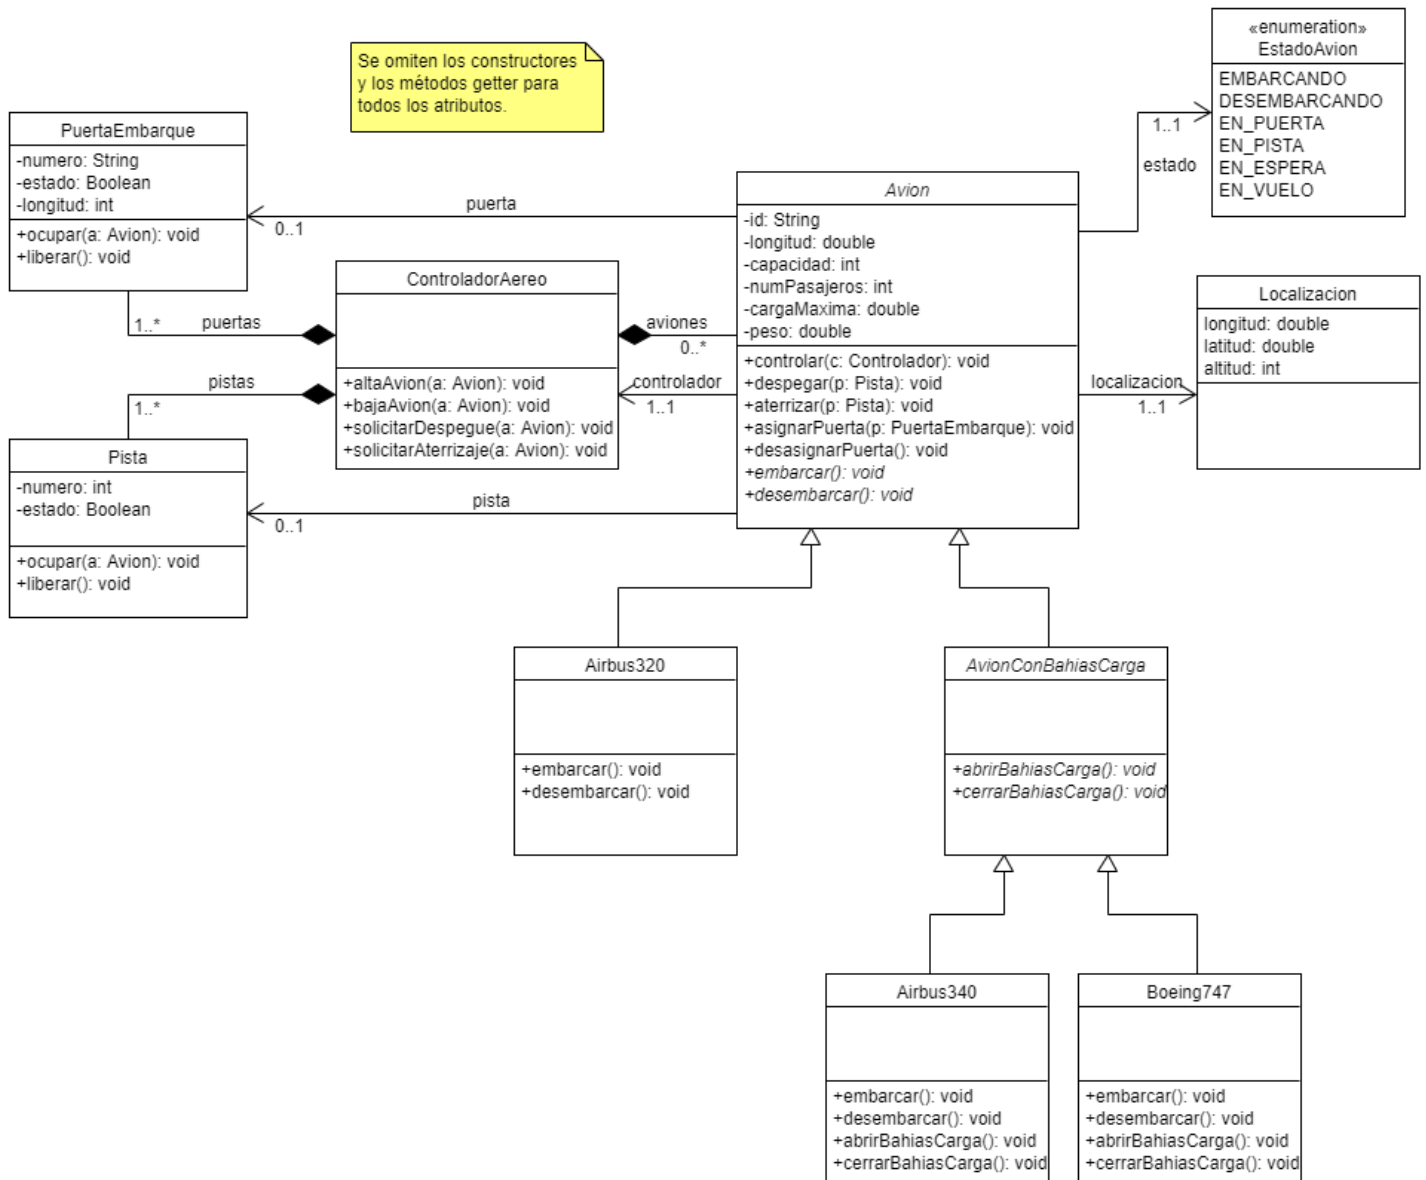 «enumeration»
EstadoAvion
EMBARCANDO
DESEMBARCANDO
EN_PUERTA
EN_PISTA
EN_ESPERA
EN_VUELO
Se omiten los constructores
y los métodos getter para
todos los atributos.
PuertaEmbarque
-numero: String
-estado: Boolean
-longitud: int
+ocupar(a: Avion): void
+liberar(): void
puerta
0..1
1..1
estado
Avion
-id: String
-longitud: double
-capacidad: int
-numPasajeros: int
-cargaMaxima: double
-peso: double
+controlar(c: Controlador): void
+despegar(p: Pista): void
+aterrizar(p: Pista): void
+asignarPuerta(p: PuertaEmbarque): void
+desasignarPuerta(): void
+embarcar(): void
+desembarcar(): void
ControladorAereo
+altaAvion(a: Avion): void
+bajaAvion(a: Avion): void
+solicitarDespegue(a: Avion): void
+solicitarAterrizaje(a: Avion): void
1..*
puertas
aviones
0..*
pistas
1..*
controlador
1..1
localizacion
1..1
Localizacion
longitud: double
latitud: double
altitud: int
Pista
-numero: int
-estado: Boolean
+ocupar(a: Avion): void
+liberar(): void
pista
0..1
Airbus320
+embarcar(): void
+desembarcar(): void
AvionConBahiasCarga
+abrirBahiasCarga(): void
+cerrarBahiasCarga(): void
Airbus340
+embarcar(): void
+desembarcar(): void
+abrirBahiasCarga(): void
+cerrarBahiasCarga(): void
Boeing747
+embarcar(): void
+desembarcar(): void
+abrirBahiasCarga(): void
+cerrarBahiasCarga(): void